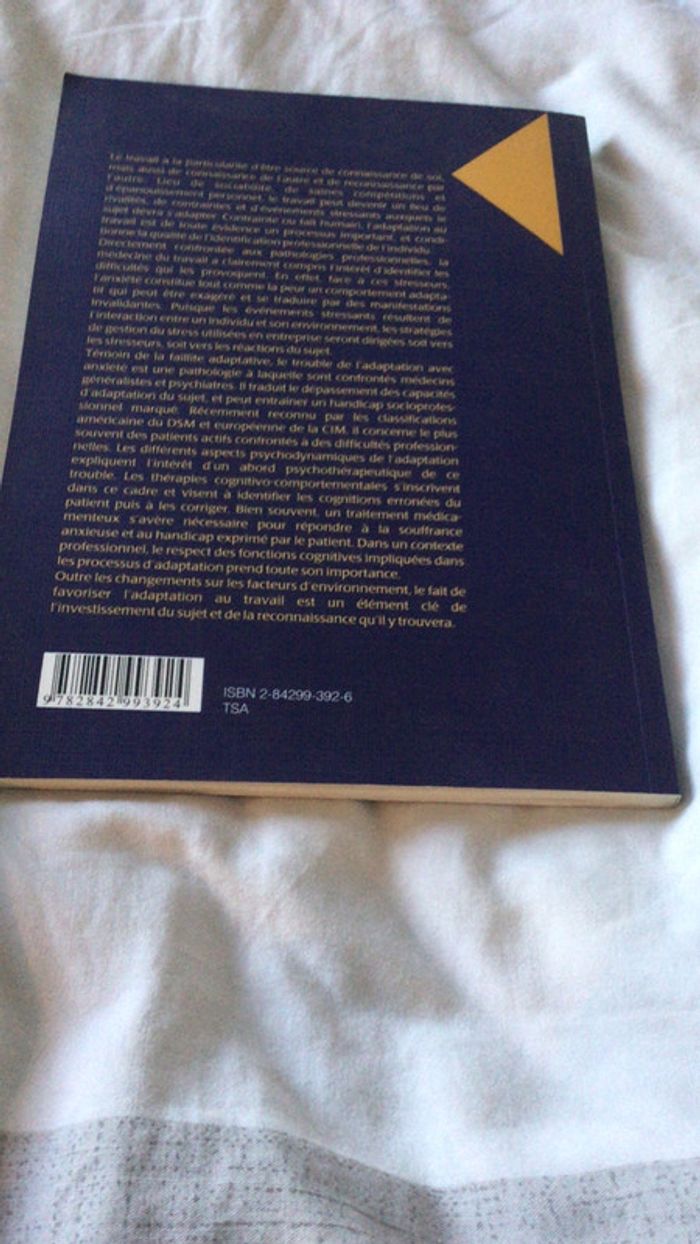 Le travail a la particularité d'être source de connaissance de soi,
mais aussi de connaissance de l'autre et de reconnaissance par
l'autre. Lieu de sociabilité, de saines compétitions et
d'épanouissement personnel, le travail peut devenir un lieu de
rivalités, de contraintes et d'événements stressants auxquels le
sujet devra s'adapter. Contrainte ou fait humain, l'adaptation au
travail est de toute évidence un processus important, et condi-
tionne la qualité de l'identification professionnelle de l'individu.
Directement confrontée aux pathologies professionnelles, la
médecine du travail a clairement compris l'intérêt d'identifier les
difficultés qui les provoquent. En effet, face à ces stresseurs,
l'anxiété constitue tout comme la peur un comportement adapta-
tif qui peut être exagéré et se traduire par des manifestations
invalidantes. Puisque les événements stressants résultent de
l'interaction entre un individu et son environnement, les stratégies
de gestion du stress utilisées en entreprise seront dirigées soit vers
les stresseurs, soit vers les réactions du sujet.
Témoin de la faillite adaptative, le trouble de l'adaptation avec
anxiété est une pathologie à laquelle sont confrontés médecins
généralistes et psychiatres. Il traduit le dépassement des capacités
d'adaptation du sujet, et peut entraîner un handicap socioprofes-
sionnel marqué. Récemment reconnu par les classifications
américaine du DSM et européenne de la CIM, il concerne le plus
souvent des patients actifs confrontés à des difficultés profession-
nelles. Les différents aspects psychodynamiques de l'adaptation
expliquent l'intérêt d'un abord psychothérapeutique de ce
trouble. Les thérapies cognitivo-comportementales s'inscrivent
dans ce cadre et visent à identifier les cognitions erronées du
patient puis à les corriger. Bien souvent, un traitement médica-
menteux s'avère nécessaire pour répondre à la souffrance
anxieuse et au handicap exprimé par le patient. Dans un contexte
professionnel, le respect des fonctions cognitives impliquées dans
les processus d'adaptation prend toute son importance.
Outre les changements sur les facteurs d'environnement, le fait de
favoriser l'adaptation au travail est un élément clé de
l'investissement du sujet et de la reconnaissance qu'il y trouvera.
9 782842 993924
ISBN 2-84299-392-6
TSA